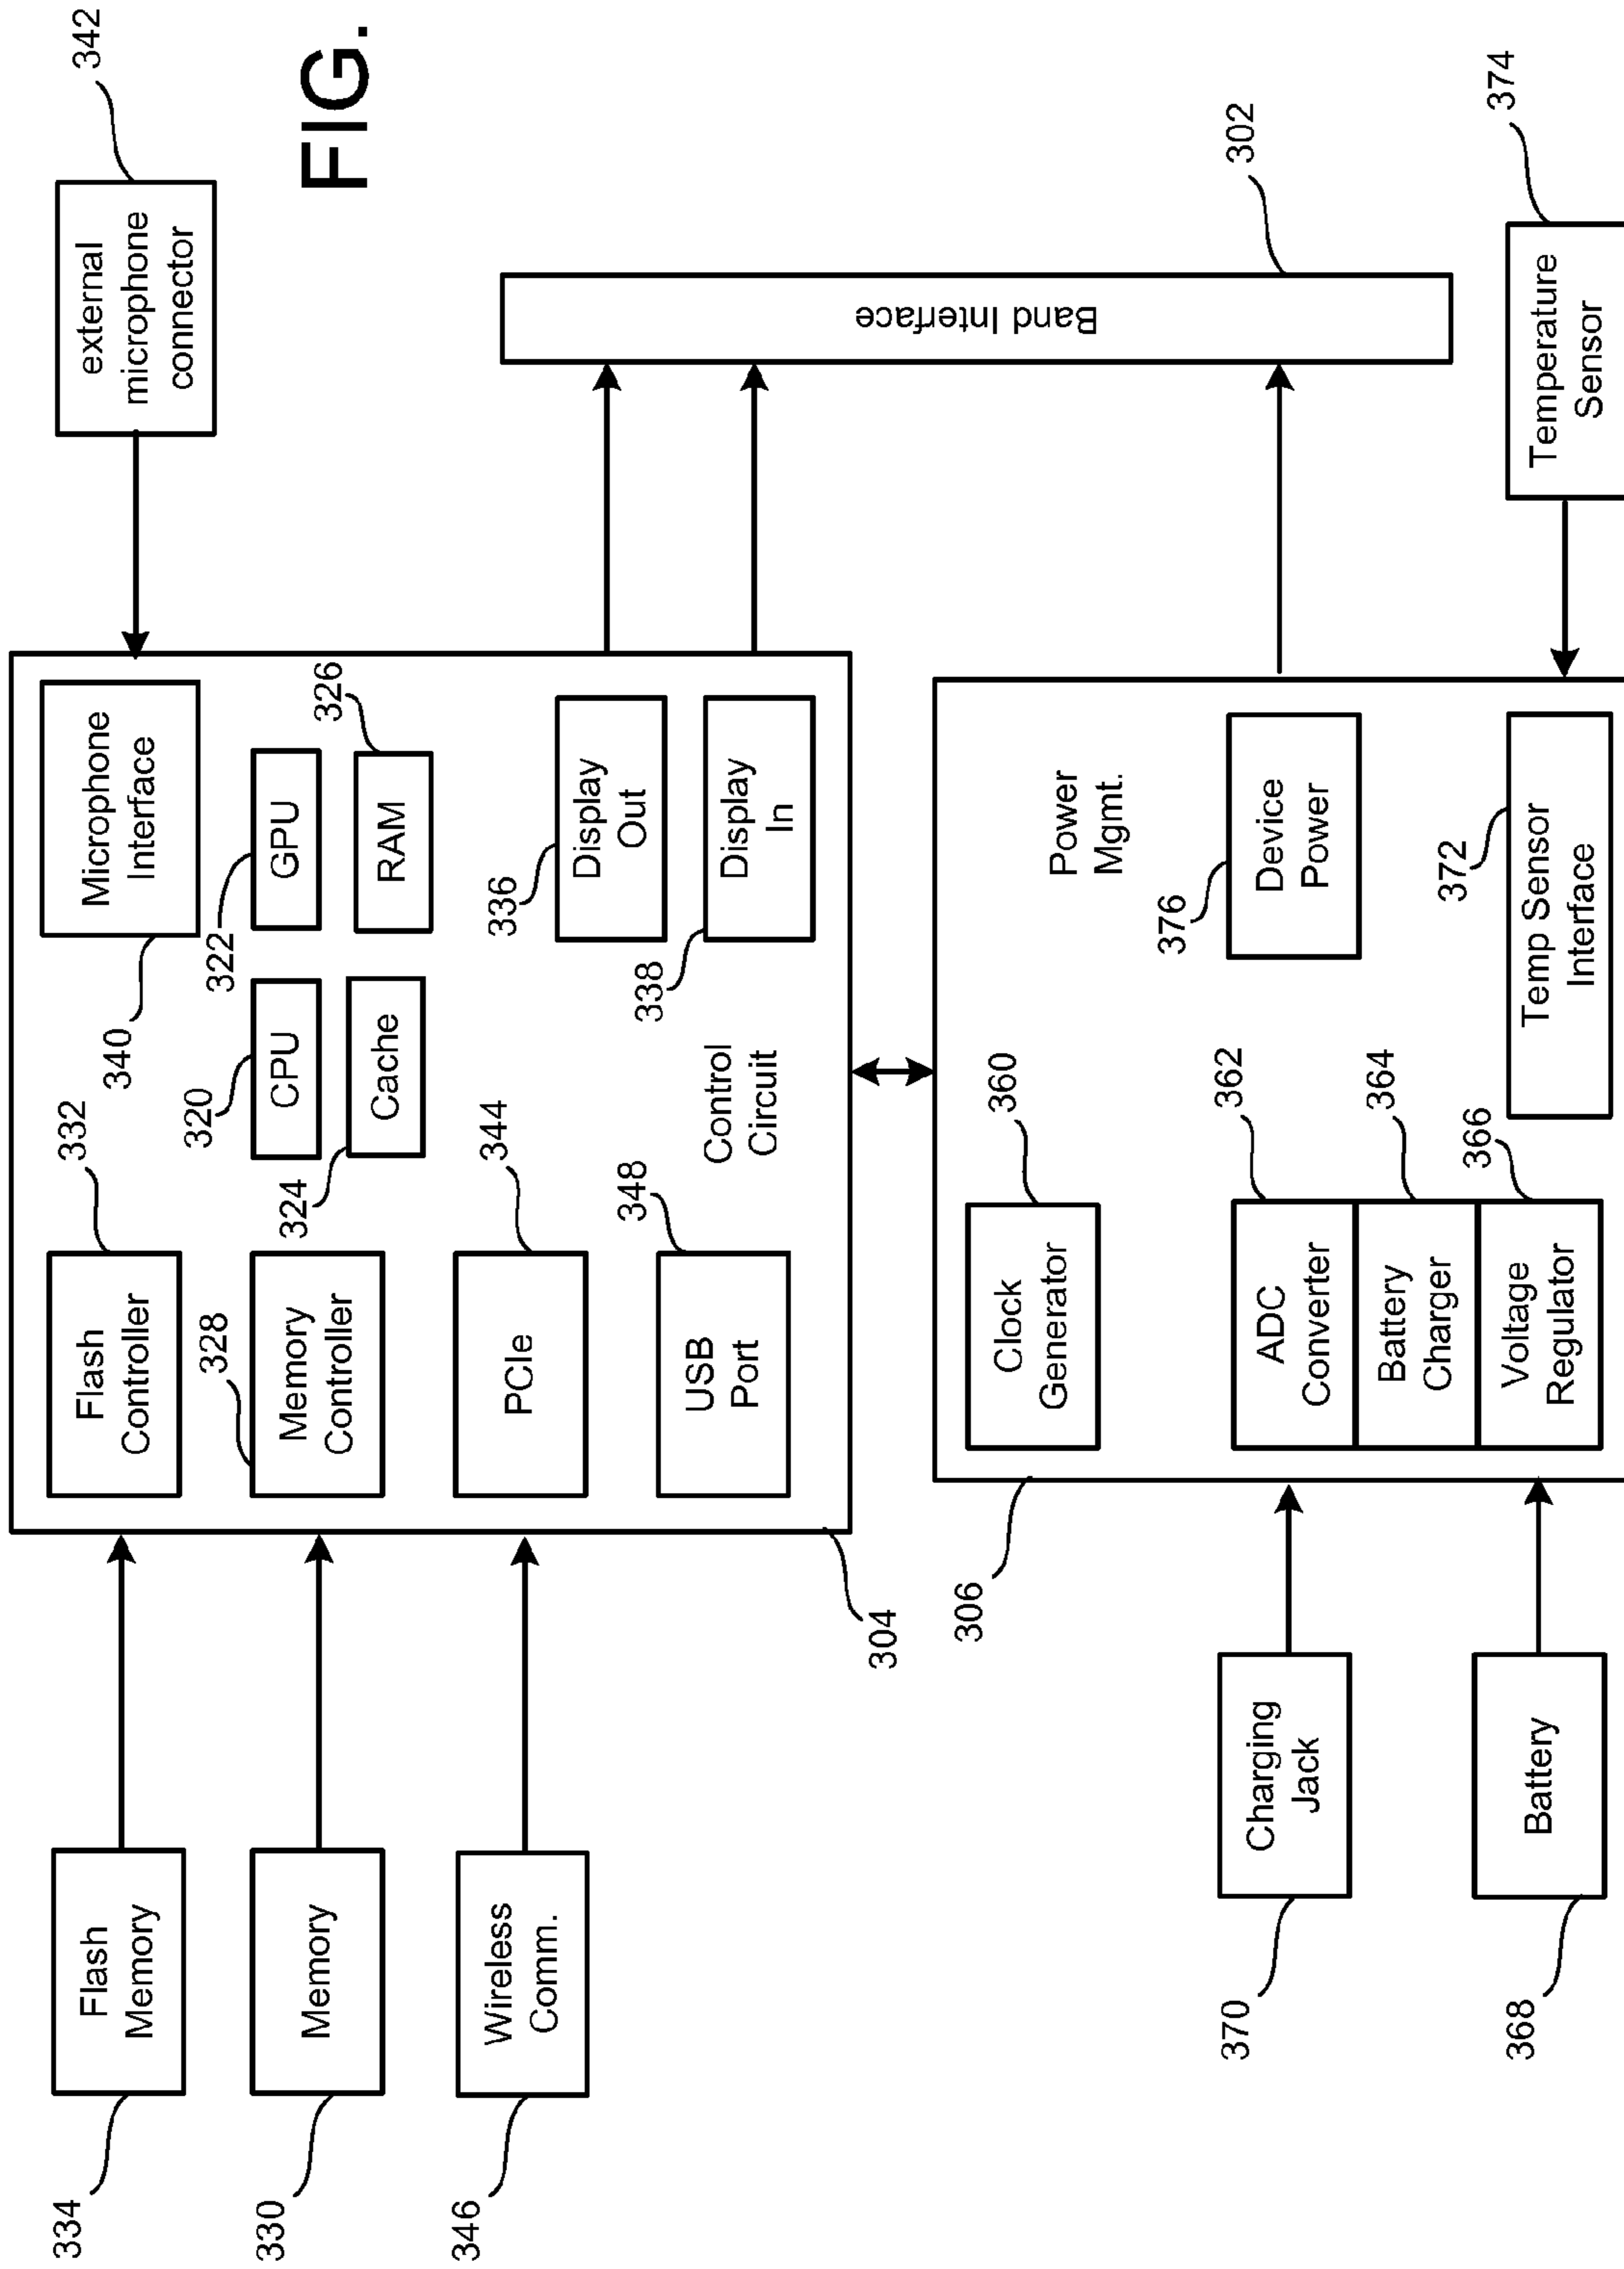 334
Flash
Memory
330
Memory
346
Wireless
Comm.
332
Flash
Controller
328
Memory
Controller
344
PCIe
348
USB
Port
340
Microphone
Interface
320
CPU
322
GPU
324
Cache
326
RAM
336
Display
Out
338
Display
In
Control
Circuit
304
342
external
microphone
connector
FIG.
Band Interface
302
306
Power
Mgmt.
360
Clock
Generator
362
ADC
Converter
364
Battery
Charger
366
Voltage
Regulator
376
Device
Power
372
Temp Sensor
Interface
370
Charging
Jack
368
Battery
374
Temperature
Sensor